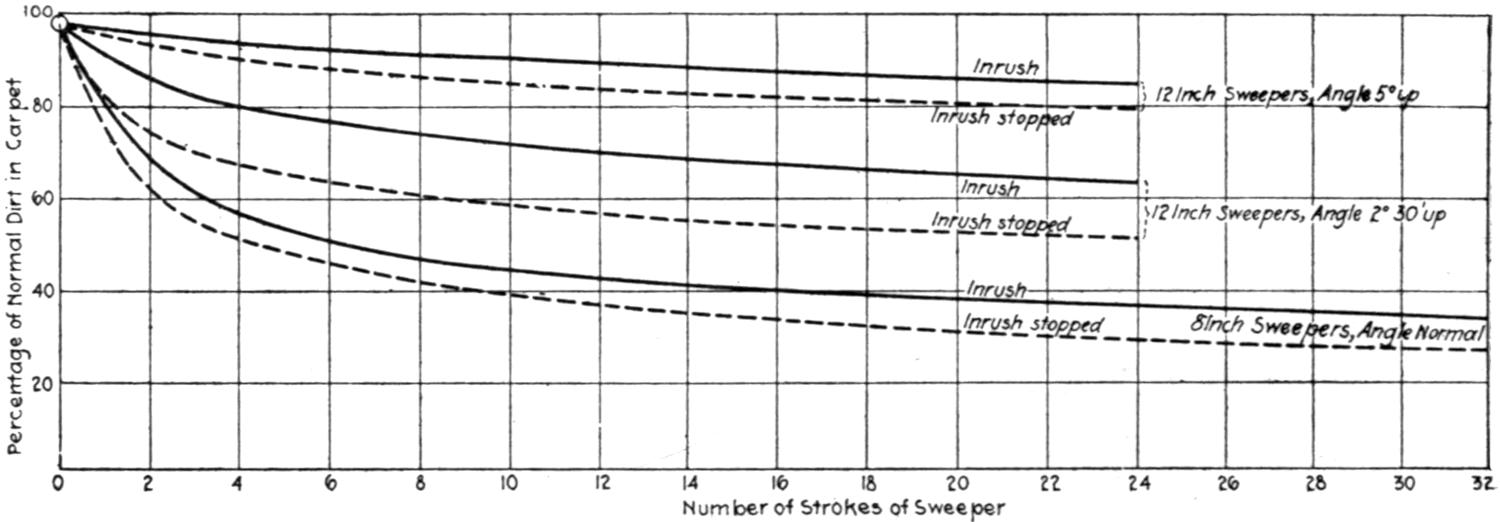 Percentage of Normal Dirt in Carpet
100
80
60
40
20
Inrush
Inrush stopped
12 Inch Sweepers, Angle 5° up
Inrush
Inrush stopped
12 Inch Sweepers, Angle 2° 30' up
Inrush
Inrush stopped
8 Inch Sweepers, Angle Normal
0 2 4 6 8 10 12 14 16 18 20 22 24 26 28 30 32
Number of Strokes of Sweeper